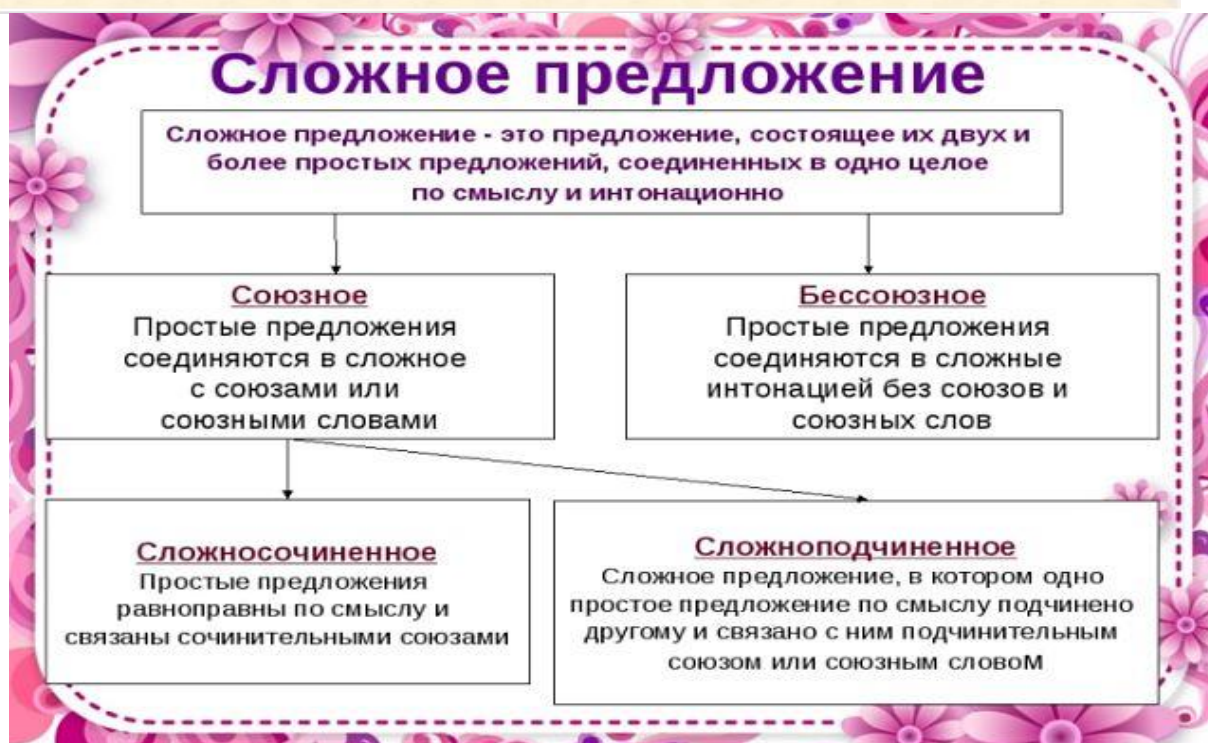 Сложное предложение
Сложное предложение - это предложение, состоящее их двух и
более простых предложений, соединенных в одно целое
по смыслу и интонационно
Союзное
Простые предложения
соединяются в сложное
с союзами или
союзными словами
Бессоюзное
Простые предложения
соединяются в сложные
интонацией без союзов и
союзных слов
Сложносочиненное
Простые предложения
равноправны по смыслу и
связаны сочинительными союзами
Сложноподчиненное
Сложное предложение, в котором одно
простое предложение по смыслу подчинено
другому и связано с ним подчинительным
союзом или союзным словоМ